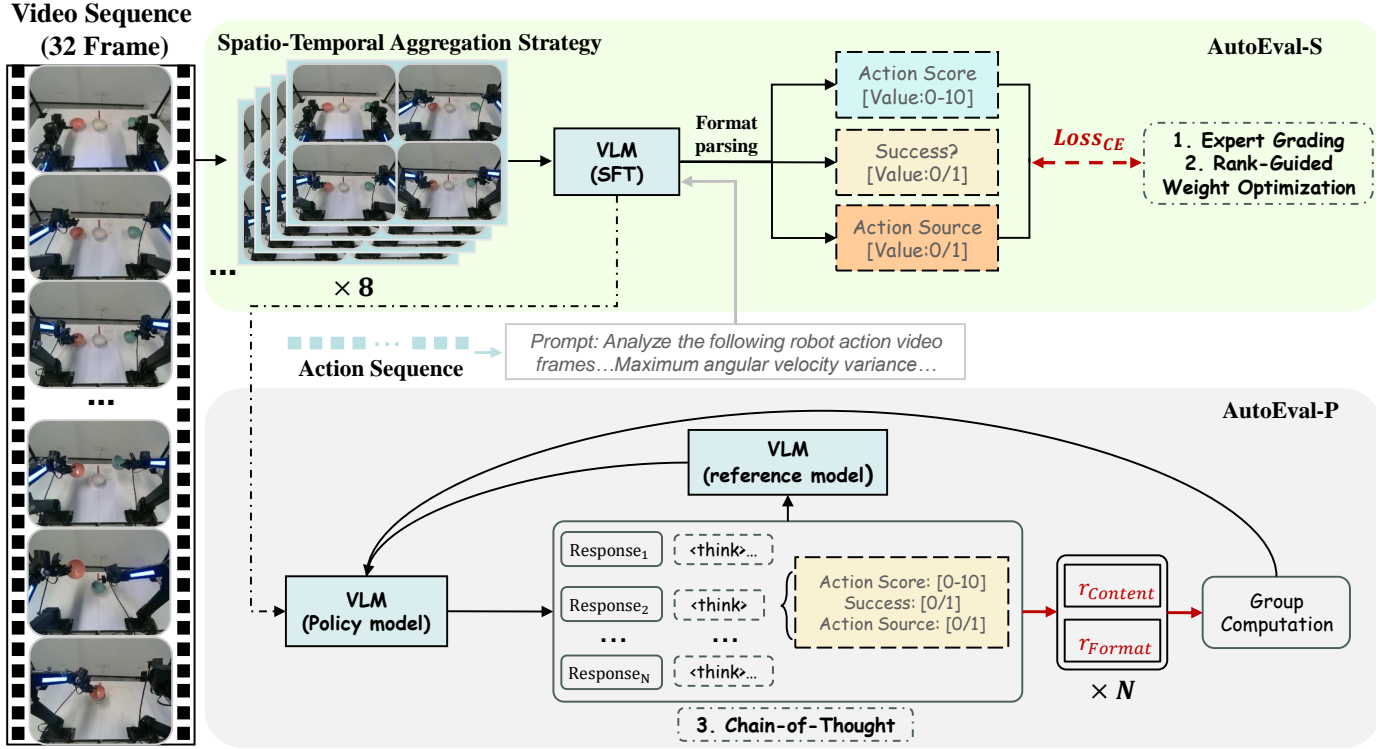 Video Sequence
(32 Frame)
...
Spatio-Temporal Aggregation Strategy
AutoEval-S
...
× 8
VLM
(SFT)
Format
parsing
Action Score
[Value:0-10]
Success?
[Value:0/1]
Action Source
[Value:0/1]
Loss_CE
1. Expert Grading
2. Rank-Guided
Weight Optimization
...
Action Sequence
Prompt: Analyze the following robot action video
frames…Maximum angular velocity variance…
AutoEval-P
VLM
(reference model)
VLM
(Policy model)
Response_1 <think>…
Response_2 <think>
... ...
Response_N <think>…
Action Score: [0-10]
Success: [0/1]
Action Source: [0/1]
3. Chain-of-Thought
r_Content
r_Format
× N
Group
Computation